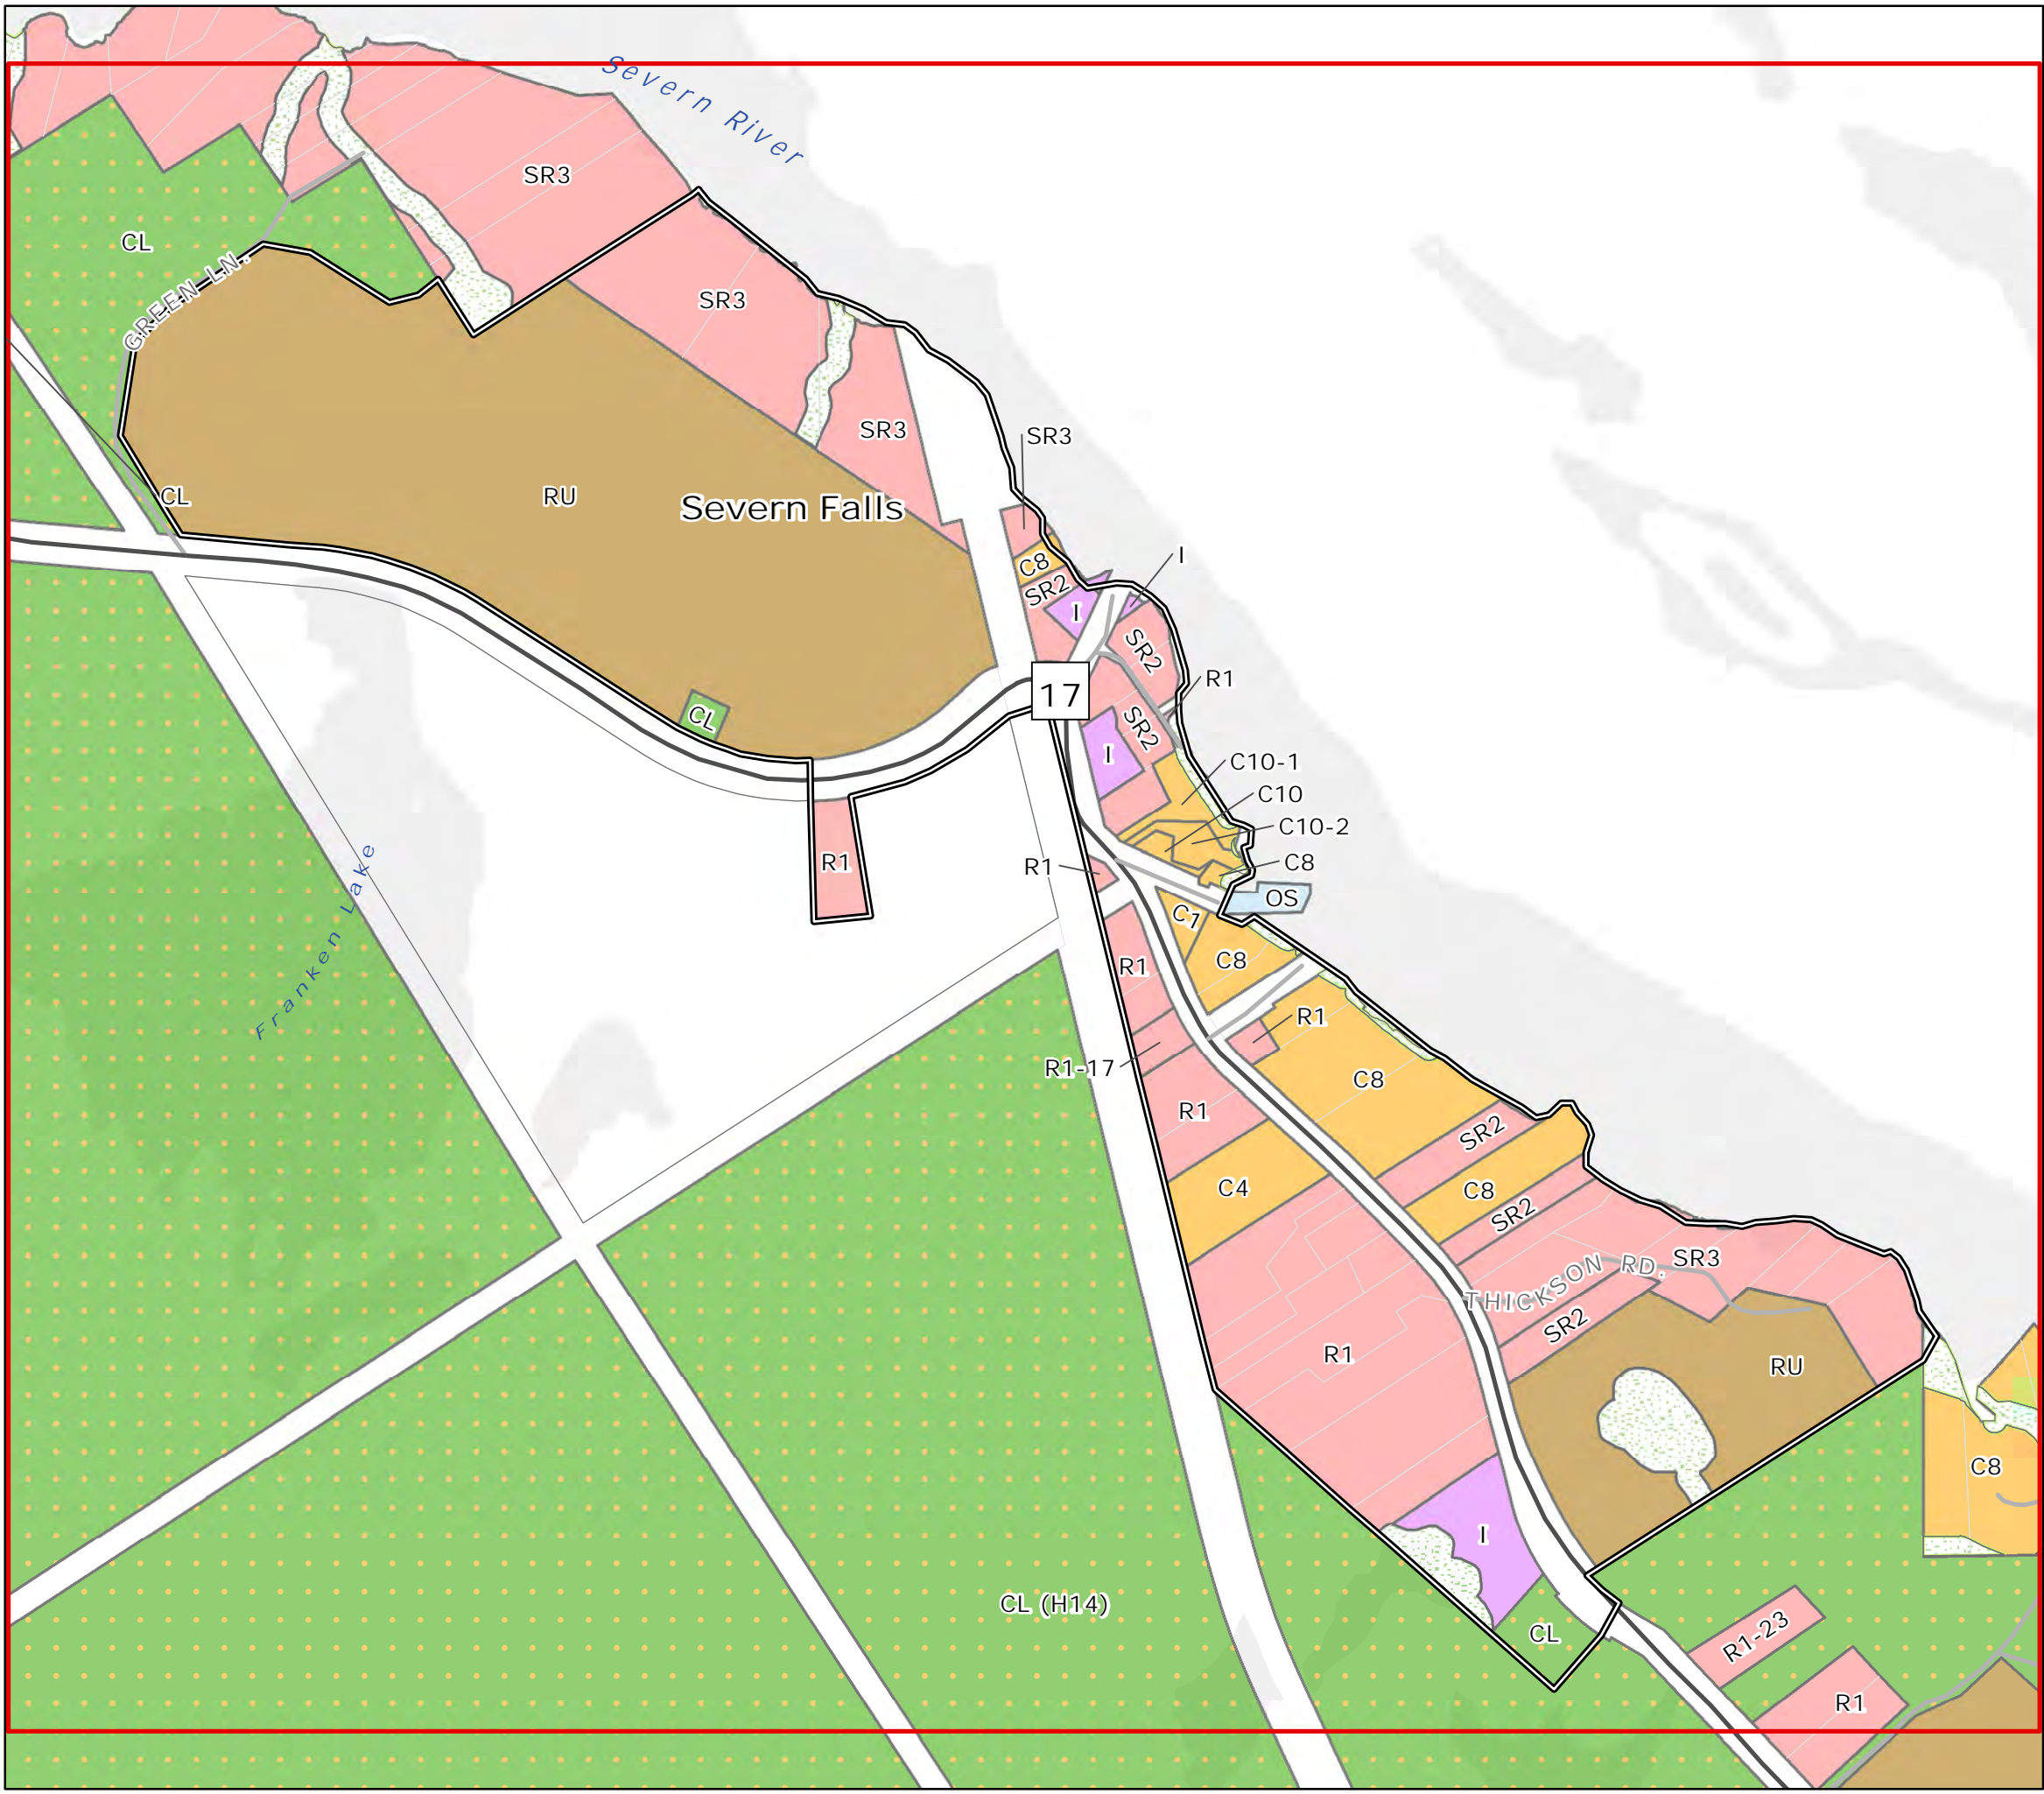 Severn River
SR3
CL
GREEN LN.
SR3
SR3
SR3
CL
RU
Severn Falls
C8
I
SR2
I
SR2
R1
17
CL
SR2
I
C10-1
C10
C10-2
C8
R1
R1
OS
C7
Franken Lake
R1
C8
R1
R1-17
C8
R1
SR2
C4
C8
SR2
SR3
THICKSON RD.
SR2
R1
RU
C8
I
CL (H14)
CL
R1-23
R1